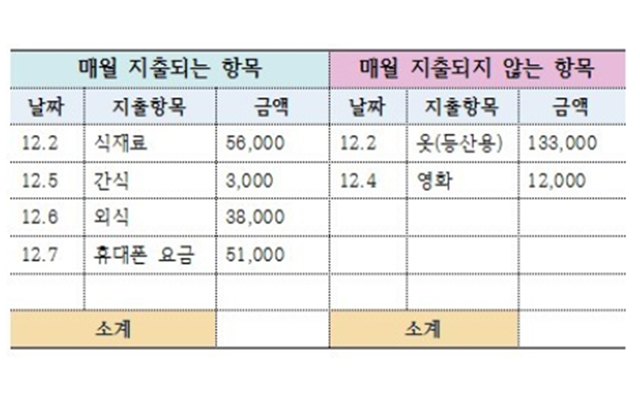 매월 지출되는 항목 매월 지출되지 않는 항목
날짜 지출항목 금액 날짜 지출항목 금액
12.2 식재료 56,000 12.2 옷(등산용) 133,000
12.5 간식 3,000 12.4 영화 12,000
12.6 외식 38,000
12.7 휴대폰 요금 51,000
소계 소계